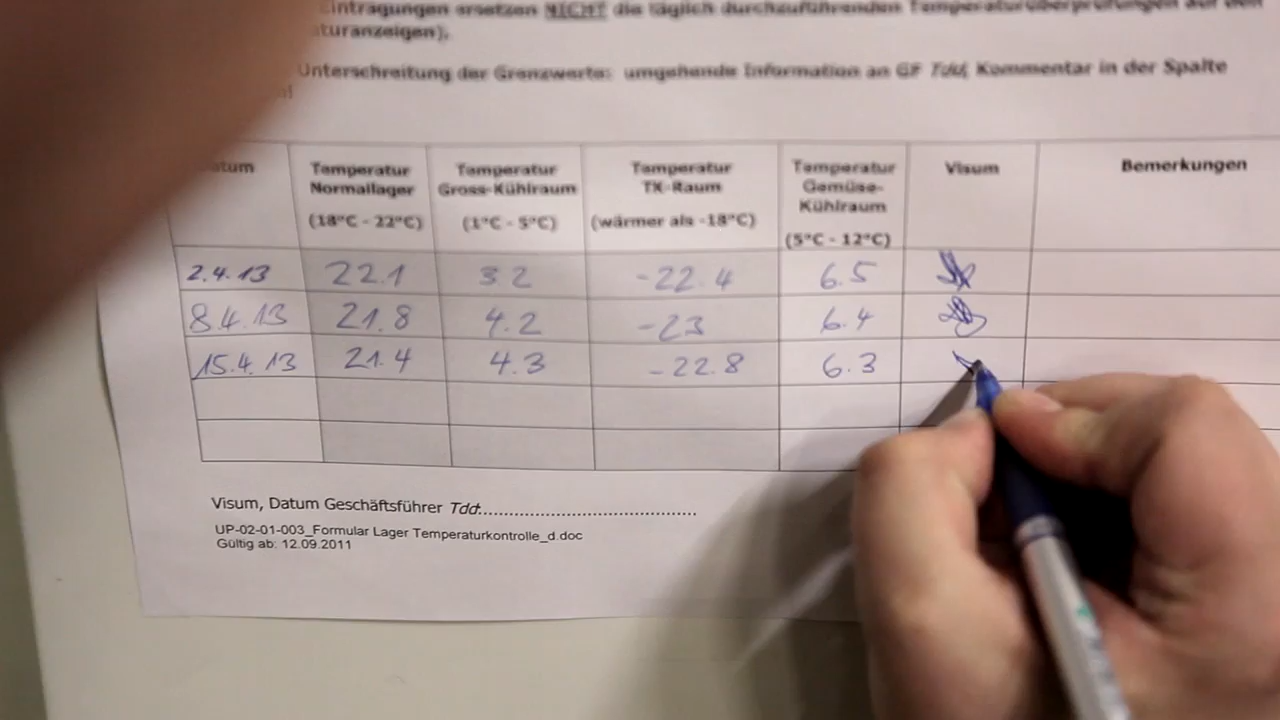 Eintragungen ersetzen NICHT die täglich durchzuführenden Temperaturüberprüfungen auf den
turanzeigen).
Unterschreitung der Grenzwerte: umgehende Information an GF Tdd, Kommentar in der Spalte
tum Temperatur Normallager (18°C - 22°C) Temperatur Gross-Kühlraum (1°C - 5°C) Temperatur TK-Raum (wärmer als -18°C) Temperatur Gemüse-Kühlraum (5°C - 12°C) Visum Bemerkungen
2.4.13 22.1 3.2 -22.4 6.5
8.4.13 21.8 4.2 -23 6.4
15.4.13 21.4 4.3 -22.8 6.3
Visum, Datum Geschäftsführer Tdd.......................................
UP-02-01-003_Formular Lager Temperaturkontrolle_d.doc
Gültig ab: 12.09.2011